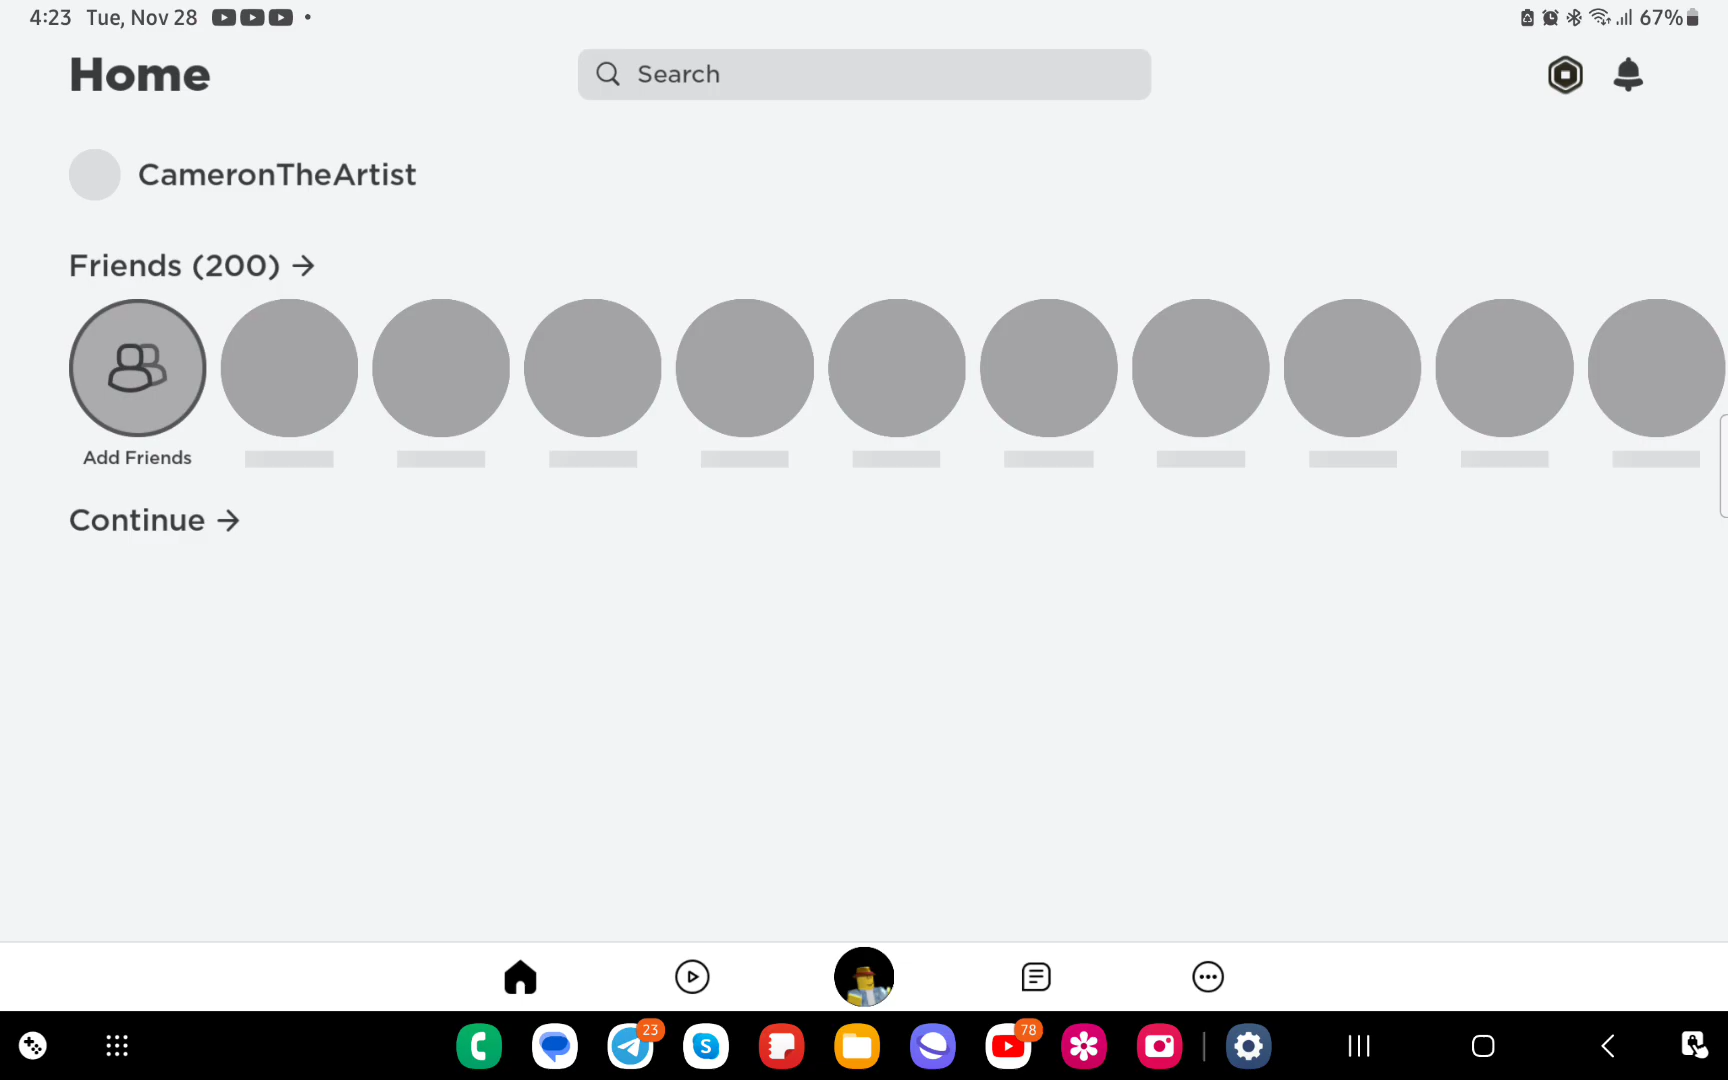 4:23 Tue, Nov 28 67%
Home
Search
CameronTheArtist
Friends (200) →
Add Friends
Continue →
23
S
78